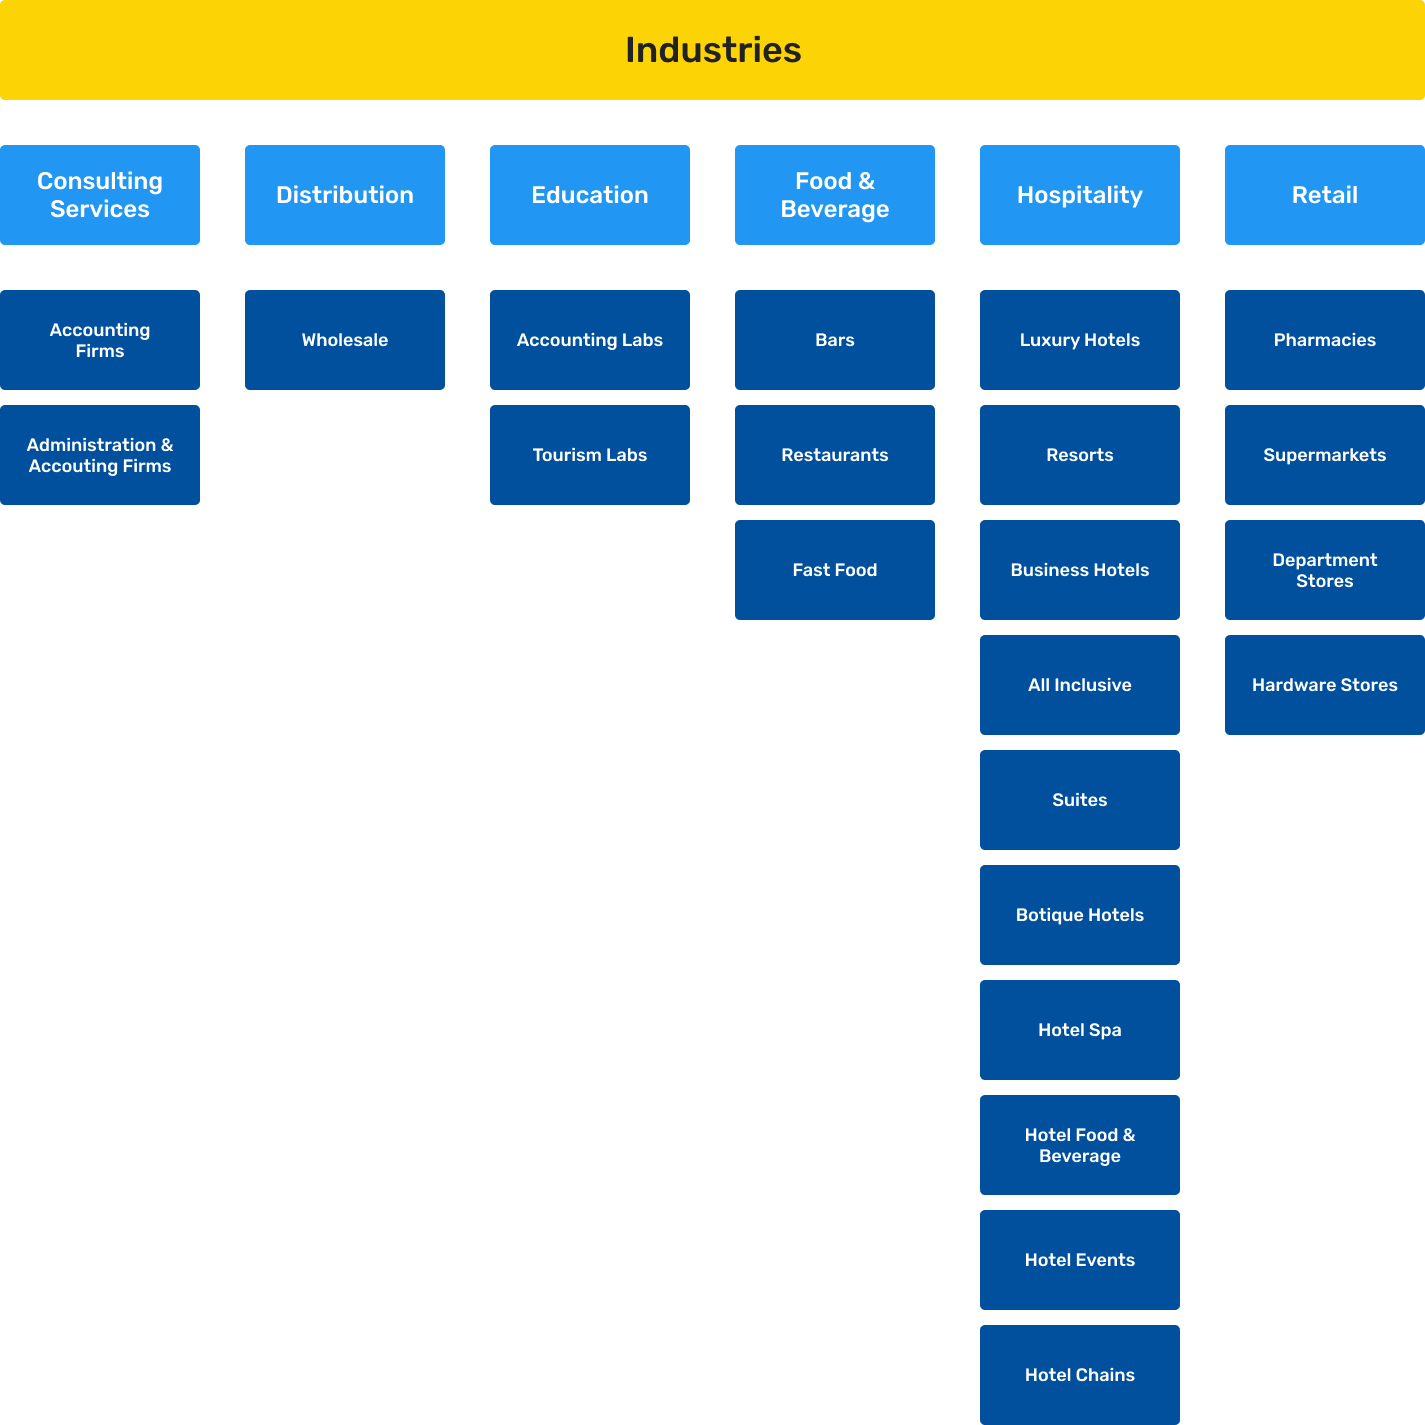 Industries
Consulting
Services
Distribution
Education
Food &
Beverage
Hospitality
Retail
Accounting
Firms
Wholesale
Accounting Labs
Bars
Luxury Hotels
Pharmacies
Administration &
Accouting Firms
Tourism Labs
Restaurants
Resorts
Supermarkets
Fast Food
Business Hotels
Department
Stores
All Inclusive
Hardware Stores
Suites
Botique Hotels
Hotel Spa
Hotel Food &
Beverage
Hotel Events
Hotel Chains